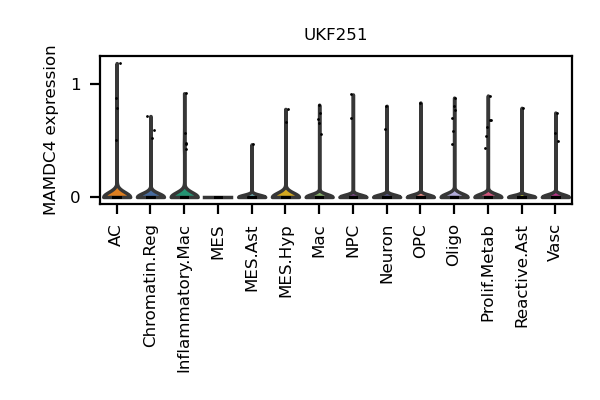 UKF251
MAMDC4 expression
1
0
AC
Chromatin.Reg
Inflammatory.Mac
MES
MES.Ast
MES.Hyp
Mac
NPC
Neuron
OPC
Oligo
Prolif.Metab
Reactive.Ast
Vasc